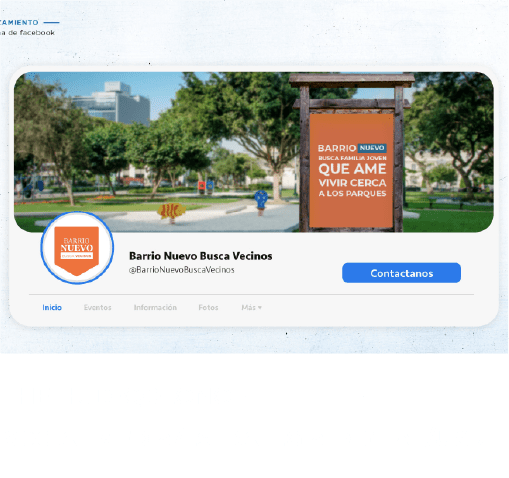 ZAMIENTO
a de facebook
BARRIO NUEVO
BUSCA FAMILIA JOVEN
QUE AME
VIVIR CERCA
A LOS PARQUES
BARRIO
NUEVO
BUSCA VECINOS
Barrio Nuevo Busca Vecinos
@BarrioNuevoBuscaVecinos
Contactanos
Inicio Eventos Información Fotos Más